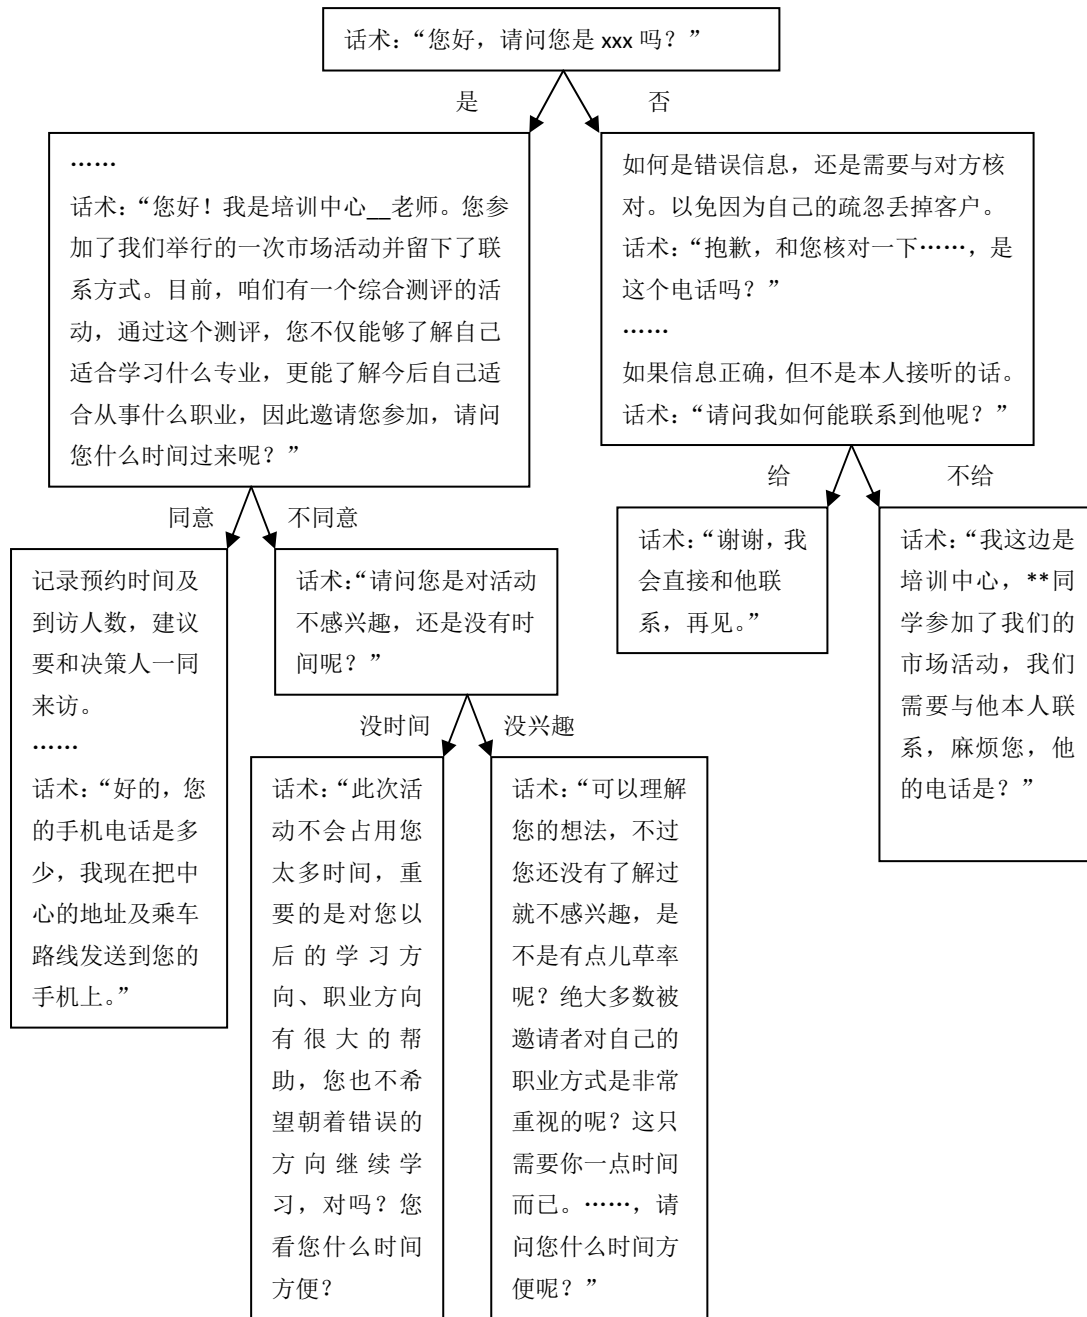 话术：“您好，请问您是 xxx 吗？”
是
否
……
话术：“您好！我是培训中心__老师。您参
加了我们举行的一次市场活动并留下了联
系方式。目前，咱们有一个综合测评的活
动，通过这个测评，您不仅能够了解自己
适合学习什么专业，更能了解今后自己适
合从事什么职业，因此邀请您参加，请问
您什么时间过来呢？”
如何是错误信息，还是需要与对方核
对。以免因为自己的疏忽丢掉客户。
话术：“抱歉，和您核对一下……，是
这个电话吗？”
……
如果信息正确，但不是本人接听的话。
话术：“请问我如何能联系到他呢？”
同意
不同意
给
不给
记录预约时间及
到访人数，建议
要和决策人一同
来访。
……
话术：“好的，您
的手机电话是多
少，我现在把中
心的地址及乘车
路线发送到您的
手机上。”
话术：“请问您是对活动
不感兴趣，还是没有时
间呢？”
话术：“谢谢，我
会直接和他联
系，再见。”
话术：“我这边是
培训中心，**同
学参加了我们的
市场活动，我们
需要与他本人联
系，麻烦您，他
的电话是？”
没时间
没兴趣
话术：“此次活
动不会占用您
太多时间，重
要的是对您以
后的学习方
向、职业方向
有很大的帮
助，您也不希
望朝着错误的
方向继续学
习，对吗？您
看您什么时间
方便？
话术：“可以理解
您的想法，不过
您还没有了解过
就不感兴趣，是
不是有点儿草率
呢？绝大多数被
邀请者对自己的
职业方式是非常
重视的呢？这只
需要你一点时间
而已。……，请
问您什么时间方
便呢？”